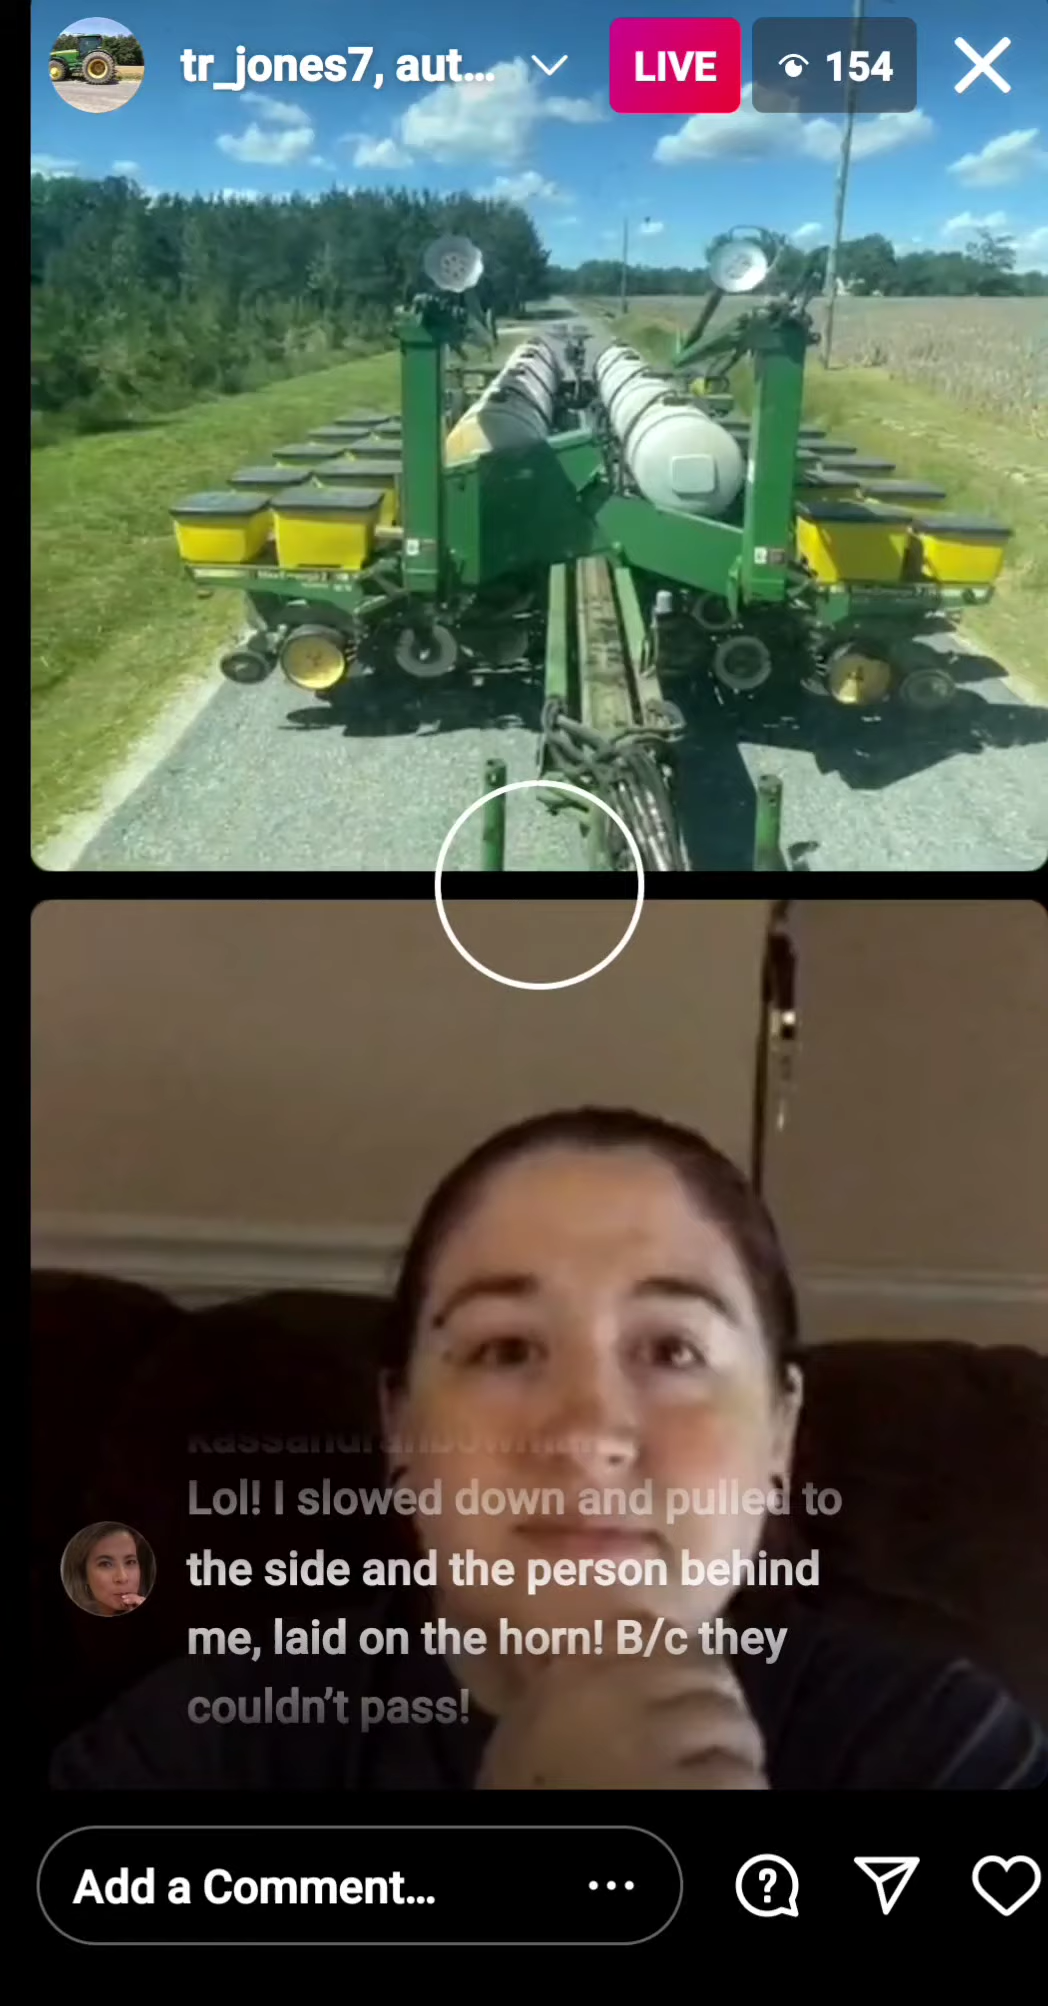 tr_jones7, aut...
LIVE
154
Lol! I slowed down and pulled to
the side and the person behind
me, laid on the horn! B/c they
couldn't pass!
Add a Comment...